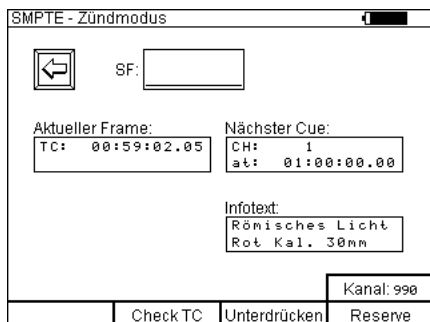 SMPTE - Zündmodus
SF:
Aktueller Frame:
TC: 00:59:02.05
Nächster Cue:
CH: 1
at: 01:00:00.00
Infotext:
Römisches Licht
Rot Kal. 30mm
Kanal: 990
Check TC Unterdrücken Reserve